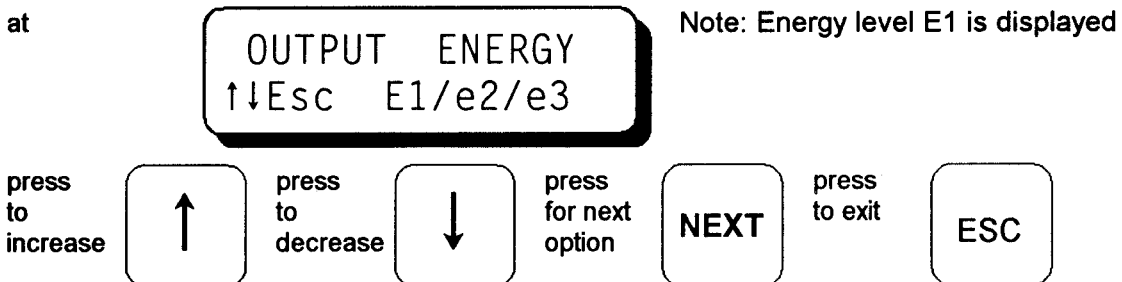 at
OUTPUT ENERGY
↑↓Esc E1/e2/e3
Note: Energy level E1 is displayed
press
to
increase
↑
press
to
decrease
↓
press
for next
option
NEXT
press
to exit
ESC